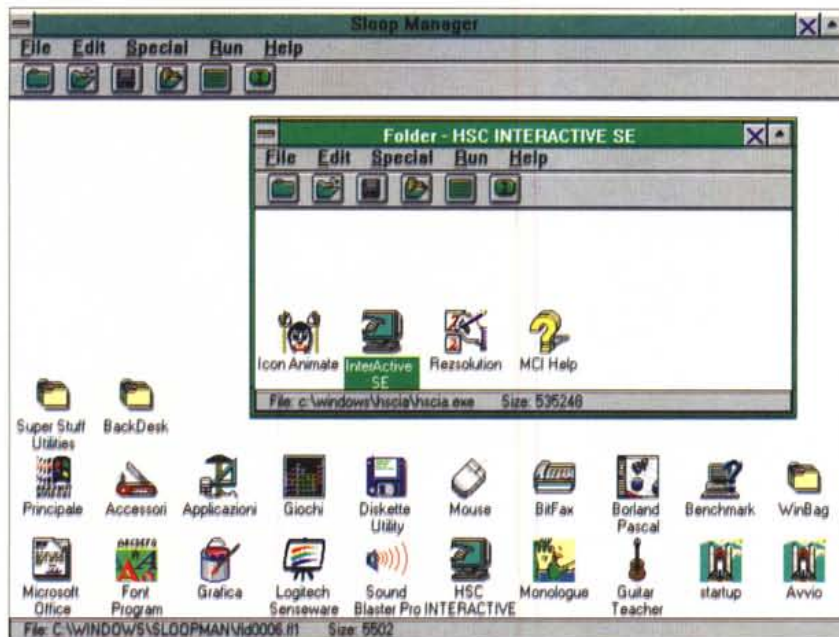 Sloop Manager
File Edit Special Run Help
Folder - HSC INTERACTIVE SE
File Edit Special Run Help
Icon Animate
InterActive SE
Rezsolution
MCI Help
File: c:\windows\hscia\hscia.exe Size: 535246
Super Stuff Utilities
BackDesk
Principale
Accessori
Applicazioni
Giochi
Diskette Utility
Mouse
BitFax
Borland Pascal
Benchmark
WinBag
Microsoft Office
Font Program
Grafica
Logitech Senseware
Sound Blaster Pro
HSC INTERACTIVE
Monologue
Guitar Teacher
startup
Avvio
File: C:\WINDOWS\SLOOPMAN\fld0006.fl1 Size: 5502